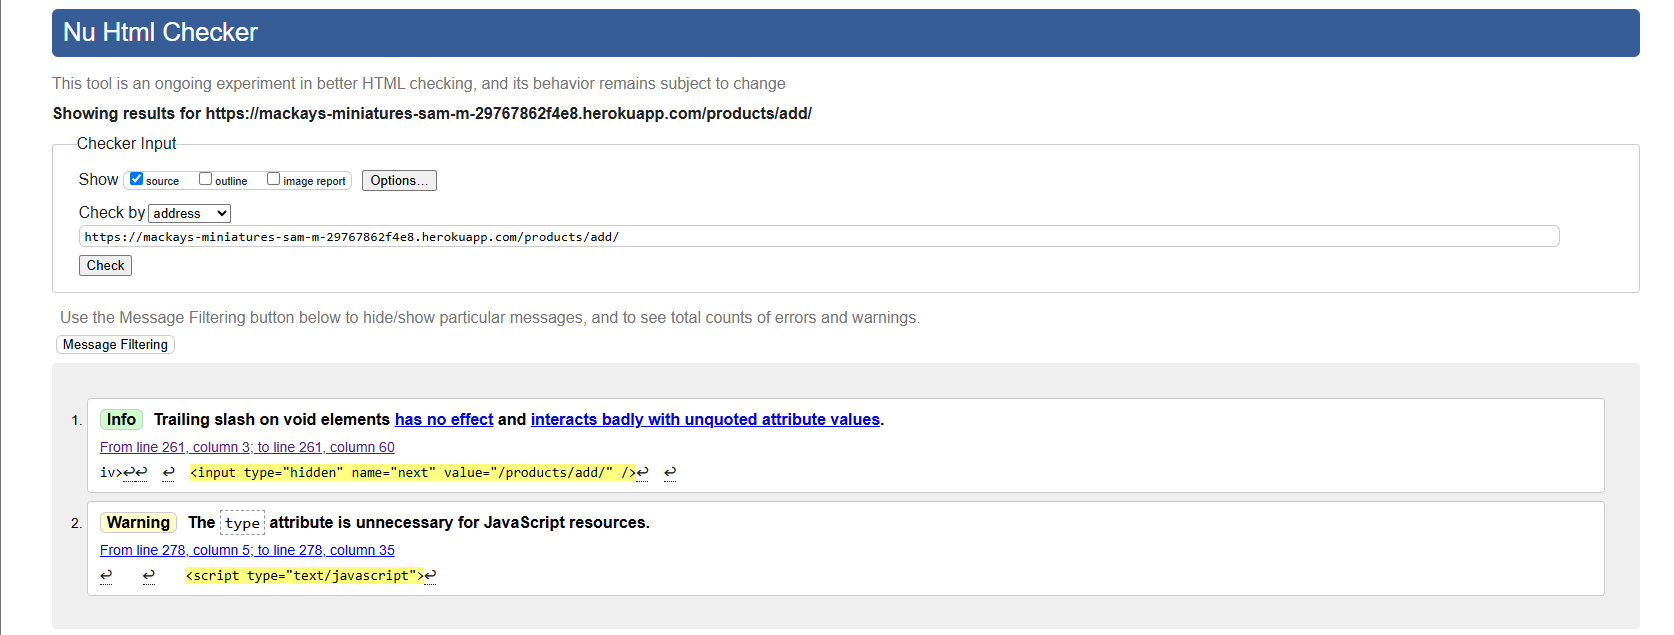 Nu Html Checker
This tool is an ongoing experiment in better HTML checking, and its behavior remains subject to change
Showing results for https://mackays-miniatures-sam-m-29767862f4e8.herokuapp.com/products/add/
Checker Input
Show source outline image report Options...
Check by address
https://mackays-miniatures-sam-m-29767862f4e8.herokuapp.com/products/add/
Check
Use the Message Filtering button below to hide/show particular messages, and to see total counts of errors and warnings.
Message Filtering
1. Info Trailing slash on void elements has no effect and interacts badly with unquoted attribute values.
From line 261, column 3; to line 261, column 60
iv>↩↩ ↩ <input type="hidden" name="next" value="/products/add/" />↩ ↩
2. Warning The type attribute is unnecessary for JavaScript resources.
From line 278, column 5; to line 278, column 35
↩ ↩ <script type="text/javascript">↩